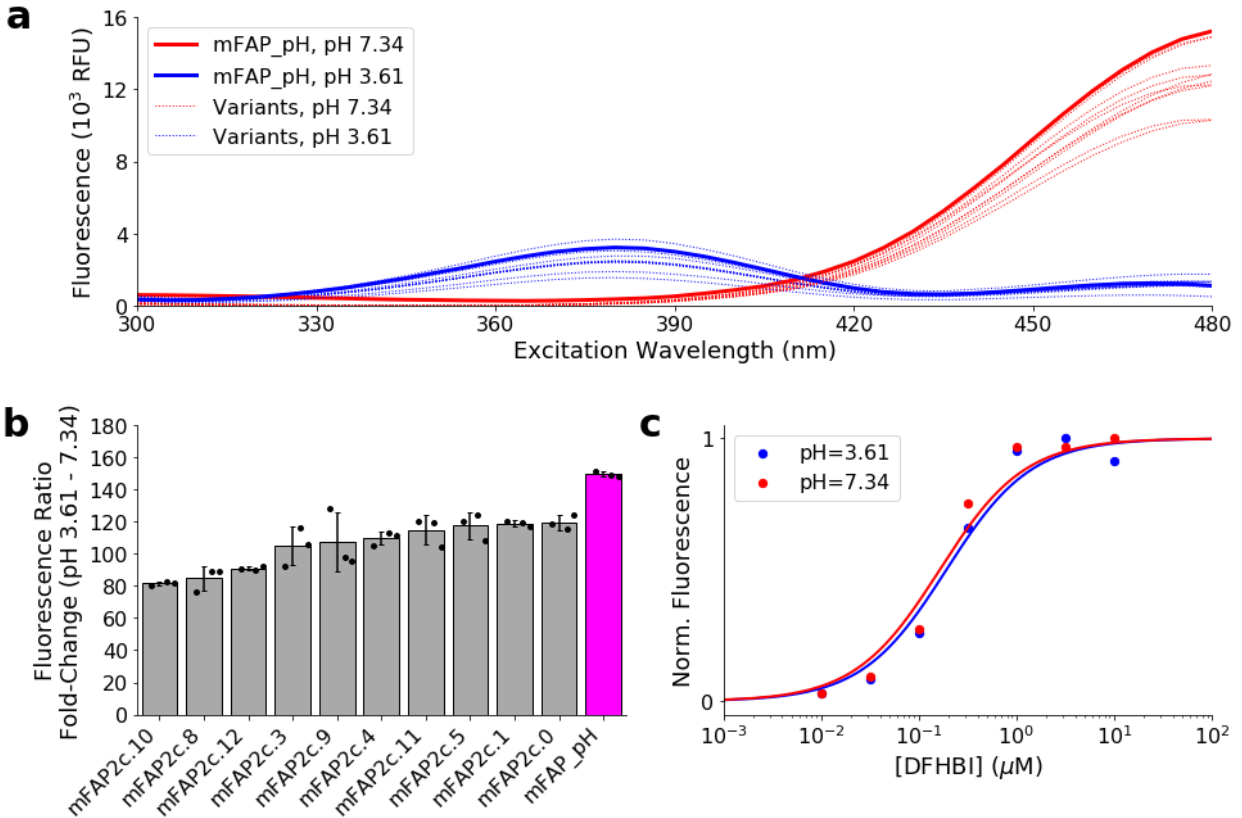 a
Fluorescence (10³ RFU)
16
12
8
4
0
mFAP_pH, pH 7.34
mFAP_pH, pH 3.61
Variants, pH 7.34
Variants, pH 3.61
300
330
360
390
420
450
480
Excitation Wavelength (nm)
b
Fluorescence Ratio
Fold-Change (pH 3.61 - 7.34)
180
160
140
120
100
80
60
40
20
0
mFAP2c.10
mFAP2c.8
mFAP2c.12
mFAP2c.3
mFAP2c.9
mFAP2c.4
mFAP2c.11
mFAP2c.5
mFAP2c.1
mFAP2c.0
mFAP_pH
c
Norm. Fluorescence
1
0
pH=3.61
pH=7.34
10⁻³
10⁻²
10⁻¹
10⁰
10¹
10²
[DFHBI] (μM)